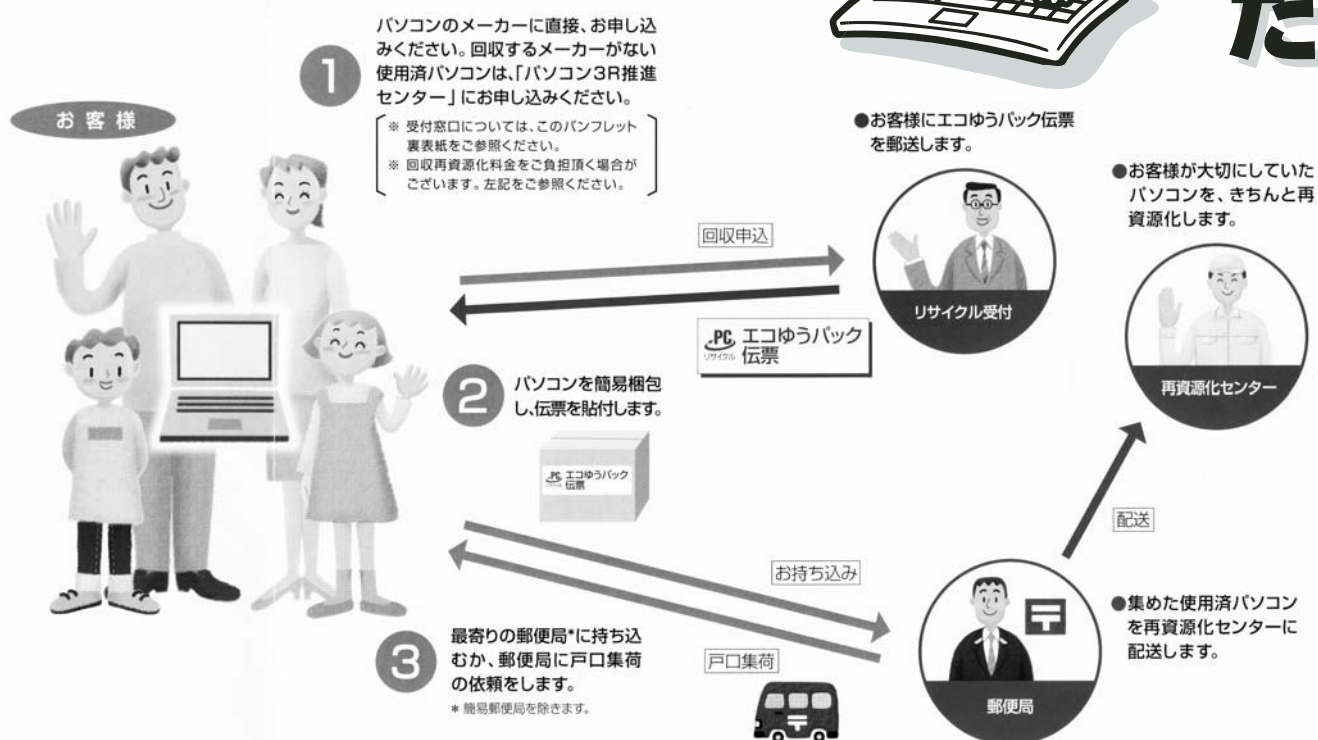 だ
お客様
1
パソコンのメーカーに直接、お申し込
みください。回収するメーカーがない
使用済パソコンは、「パソコン3R推進
センター」にお申し込みください。
※ 受付窓口については、このパンフレット
裏表紙をご参照ください。
※ 回収再資源化料金をご負担頂く場合が
ございます。左記をご参照ください。
●お客様にエコゆうパック伝票
を郵送します。
●お客様が大切にしていた
パソコンを、きちんと再
資源化します。
回収申込
リサイクル受付
PC
リサイクル
エコゆうパック
伝票
再資源化センター
2
パソコンを簡易梱包
し、伝票を貼付します。
PC
エコゆうパック
伝票
配送
お持ち込み
3
最寄りの郵便局*に持ち込
むか、郵便局に戸口集荷
の依頼をします。
* 簡易郵便局を除きます。
戸口集荷
〒
〒
郵便局
●集めた使用済パソコン
を再資源化センターに
配送します。